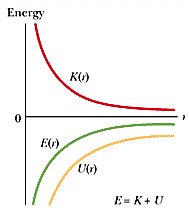 Energy
K(r)
0
r
E(r)
U(r)
E = K + U